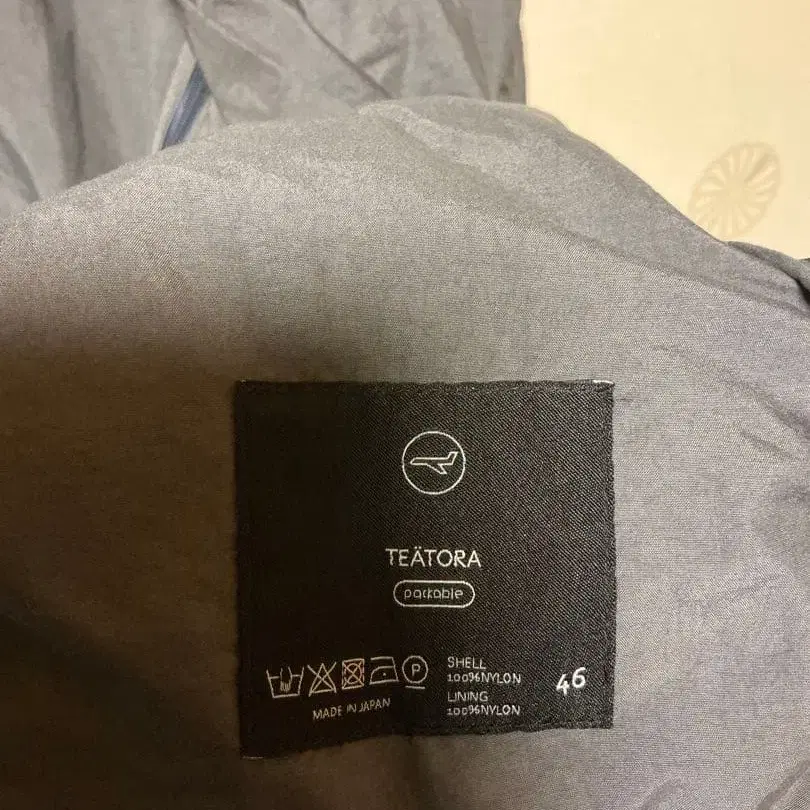 TEÄTORA
packable
P
SHELL
100%NYLON
LINING
100%NYLON
46
MADE IN JAPAN